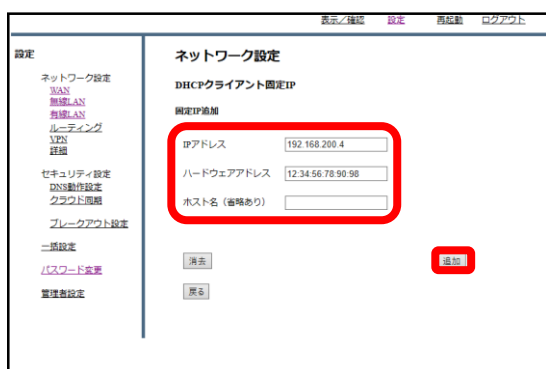 表示／確認 設定 再起動 ログアウト
設定
ネットワーク設定
WAN
無線LAN
有線LAN
ルーティング
VPN
詳細
セキュリティ設定
DNS動作設定
クラウド同期
ブレークアウト設定
一括設定
パスワード変更
管理者設定
ネットワーク設定
DHCPクライアント固定IP
固定IP追加
IPアドレス 192.168.200.4
ハードウェアアドレス 12:34:56:78:90:98
ホスト名（省略あり）
消去 追加
戻る